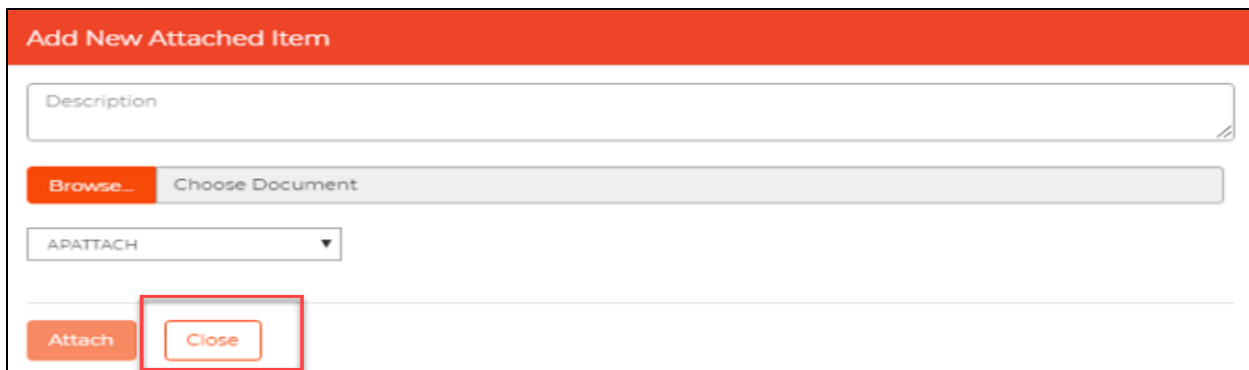 Add New Attached Item
Description
Browse... Choose Document
APATTACH
Attach Close